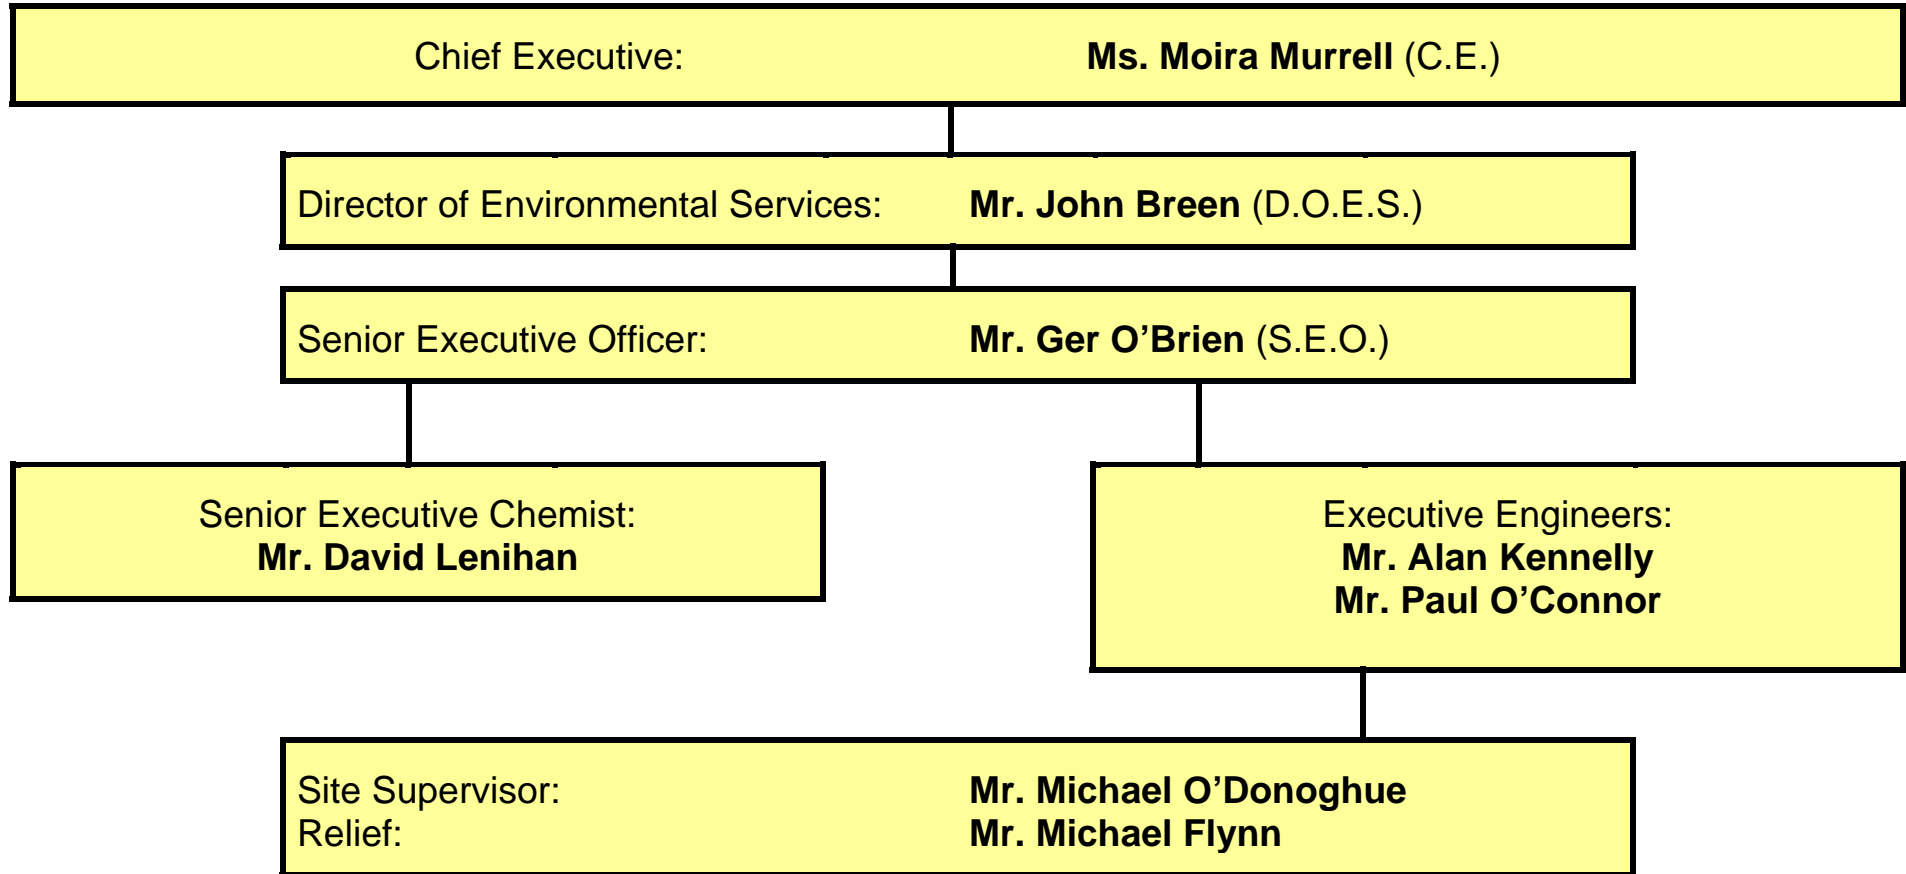 Chief Executive: Ms. Moira Murrell (C.E.)
Director of Environmental Services: Mr. John Breen (D.O.E.S.)
Senior Executive Officer: Mr. Ger O’Brien (S.E.O.)
Senior Executive Chemist:
Mr. David Lenihan
Executive Engineers:
Mr. Alan Kennelly
Mr. Paul O’Connor
Site Supervisor: Mr. Michael O’Donoghue
Relief: Mr. Michael Flynn